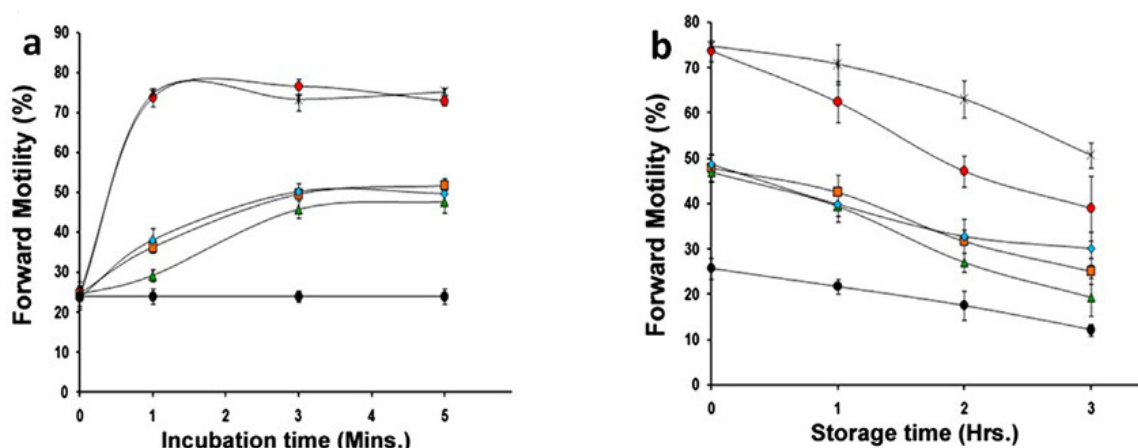 a
Forward Motility (%)
90
80
70
60
50
40
30
20
10
0
0 1 2 3 4 5
Incubation time (Mins.)
b
Forward Motility (%)
80
70
60
50
40
30
20
10
0
0 1 2 3
Storage time (Hrs.)